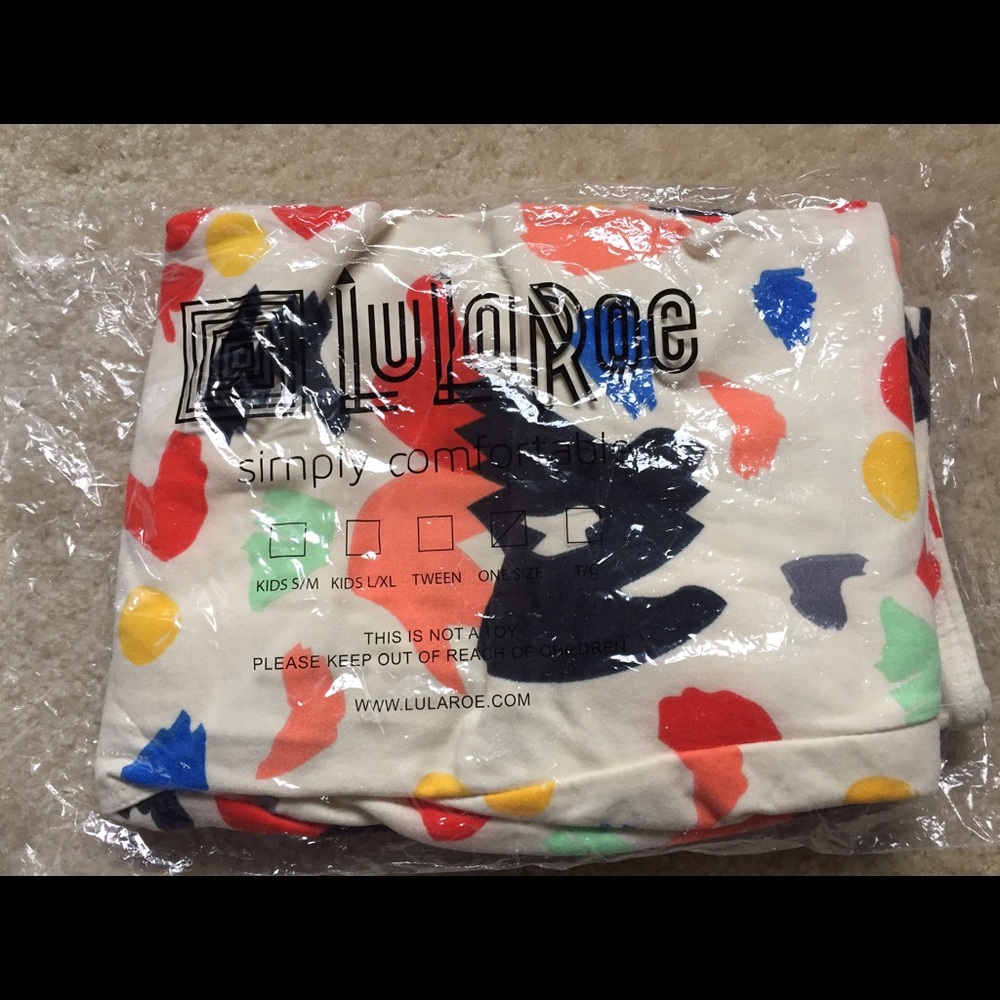 LuLaRoe
simply comfortable
KIDS S/M KIDS L/XL TWEEN ONE SIZE T/C
THIS IS NOT A TOY
PLEASE KEEP OUT OF REACH OF CHILDREN
WWW.LULAROE.COM